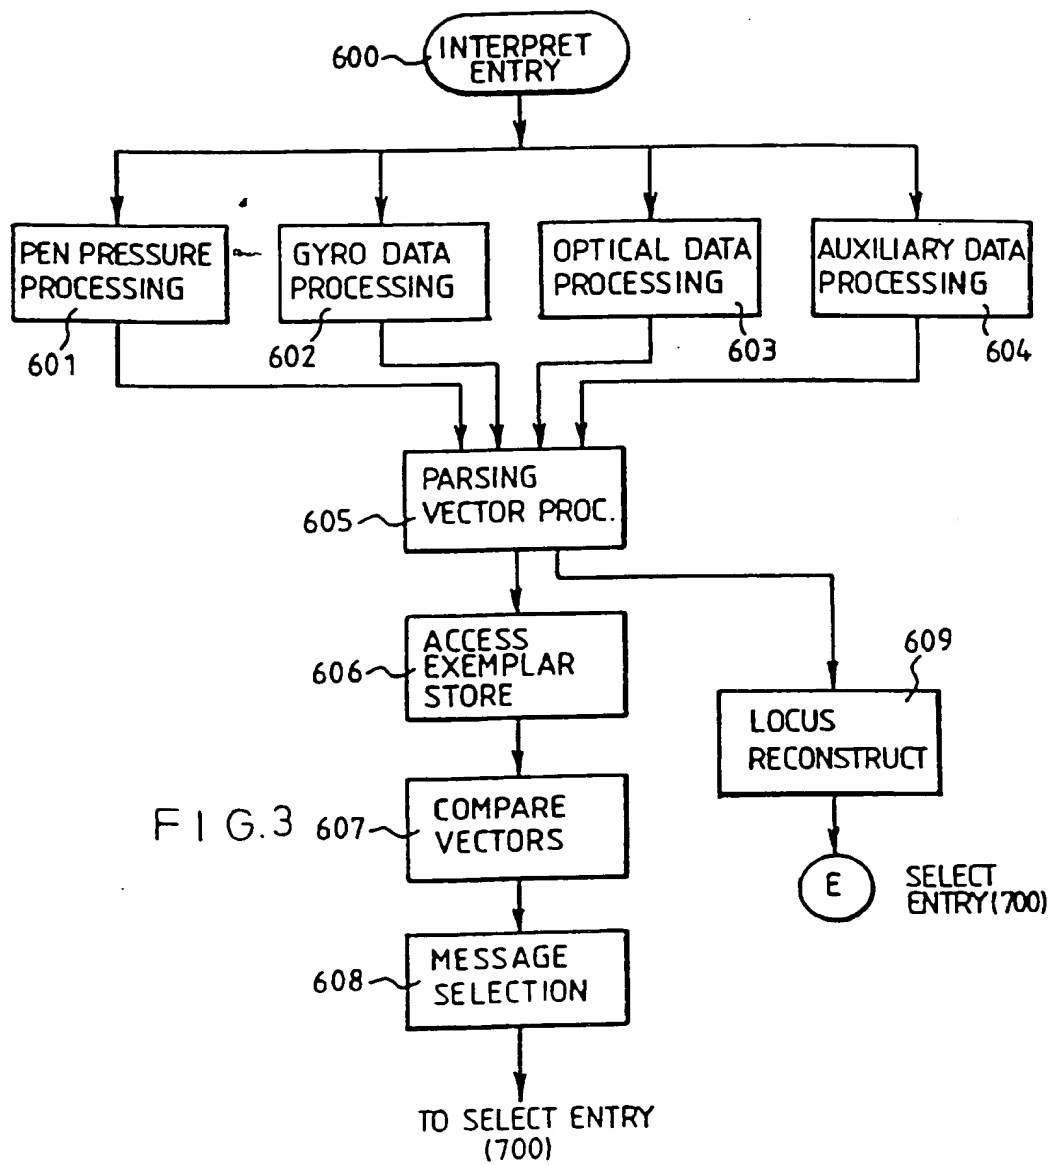 INTERPRET
ENTRY
600
PEN PRESSURE
PROCESSING
601
GYRO DATA
PROCESSING
602
OPTICAL DATA
PROCESSING
603
AUXILIARY DATA
PROCESSING
604
PARSING
VECTOR PROC.
605
ACCESS
EXEMPLAR
STORE
606
609
LOCUS
RECONSTRUCT
FIG.3
COMPARE
VECTORS
607
E
SELECT
ENTRY(700)
MESSAGE
SELECTION
608
TO SELECT ENTRY
(700)